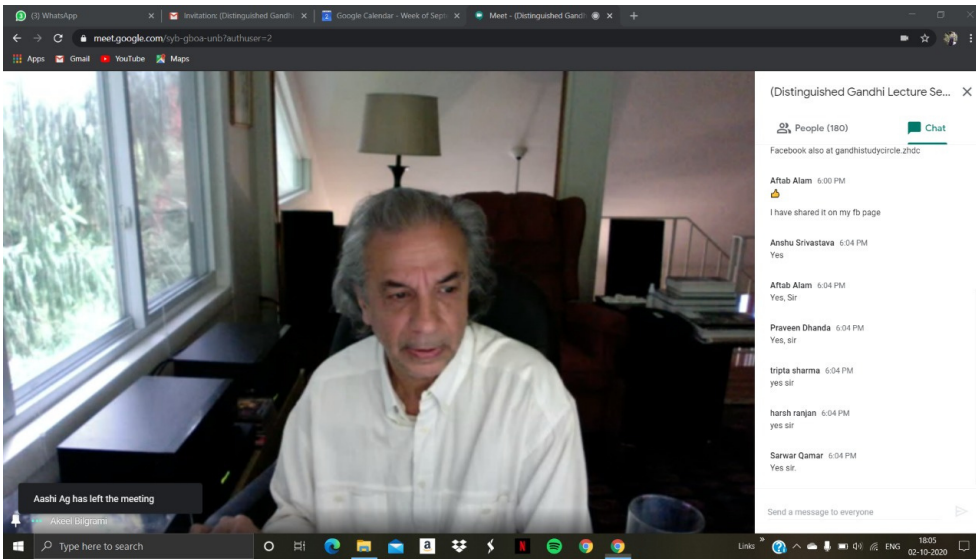 (3) WhatsApp
Invitation: (Distinguished Gandhi
Google Calendar - Week of Sept
Meet - (Distinguished Gandh
meet.google.com/syb-gboa-unb?authuser=2
Apps
Gmail
YouTube
Maps
(Distinguished Gandhi Lecture Se...
People (180)
Chat
Facebook also at gandhistudycircle.zhdc
Aftab Alam 6:00 PM
👍
I have shared it on my fb page
Anshu Srivastava 6:04 PM
Yes
Aftab Alam 6:04 PM
Yes, Sir
Praveen Dhanda 6:04 PM
Yes, sir
tripta sharma 6:04 PM
yes sir
harsh ranjan 6:04 PM
yes sir
Sarwar Qamar 6:04 PM
Yes sir.
Send a message to everyone
Aashi Ag has left the meeting
Akeel Bilgrami
Type here to search
Links
ENG
18:05
02-10-2020